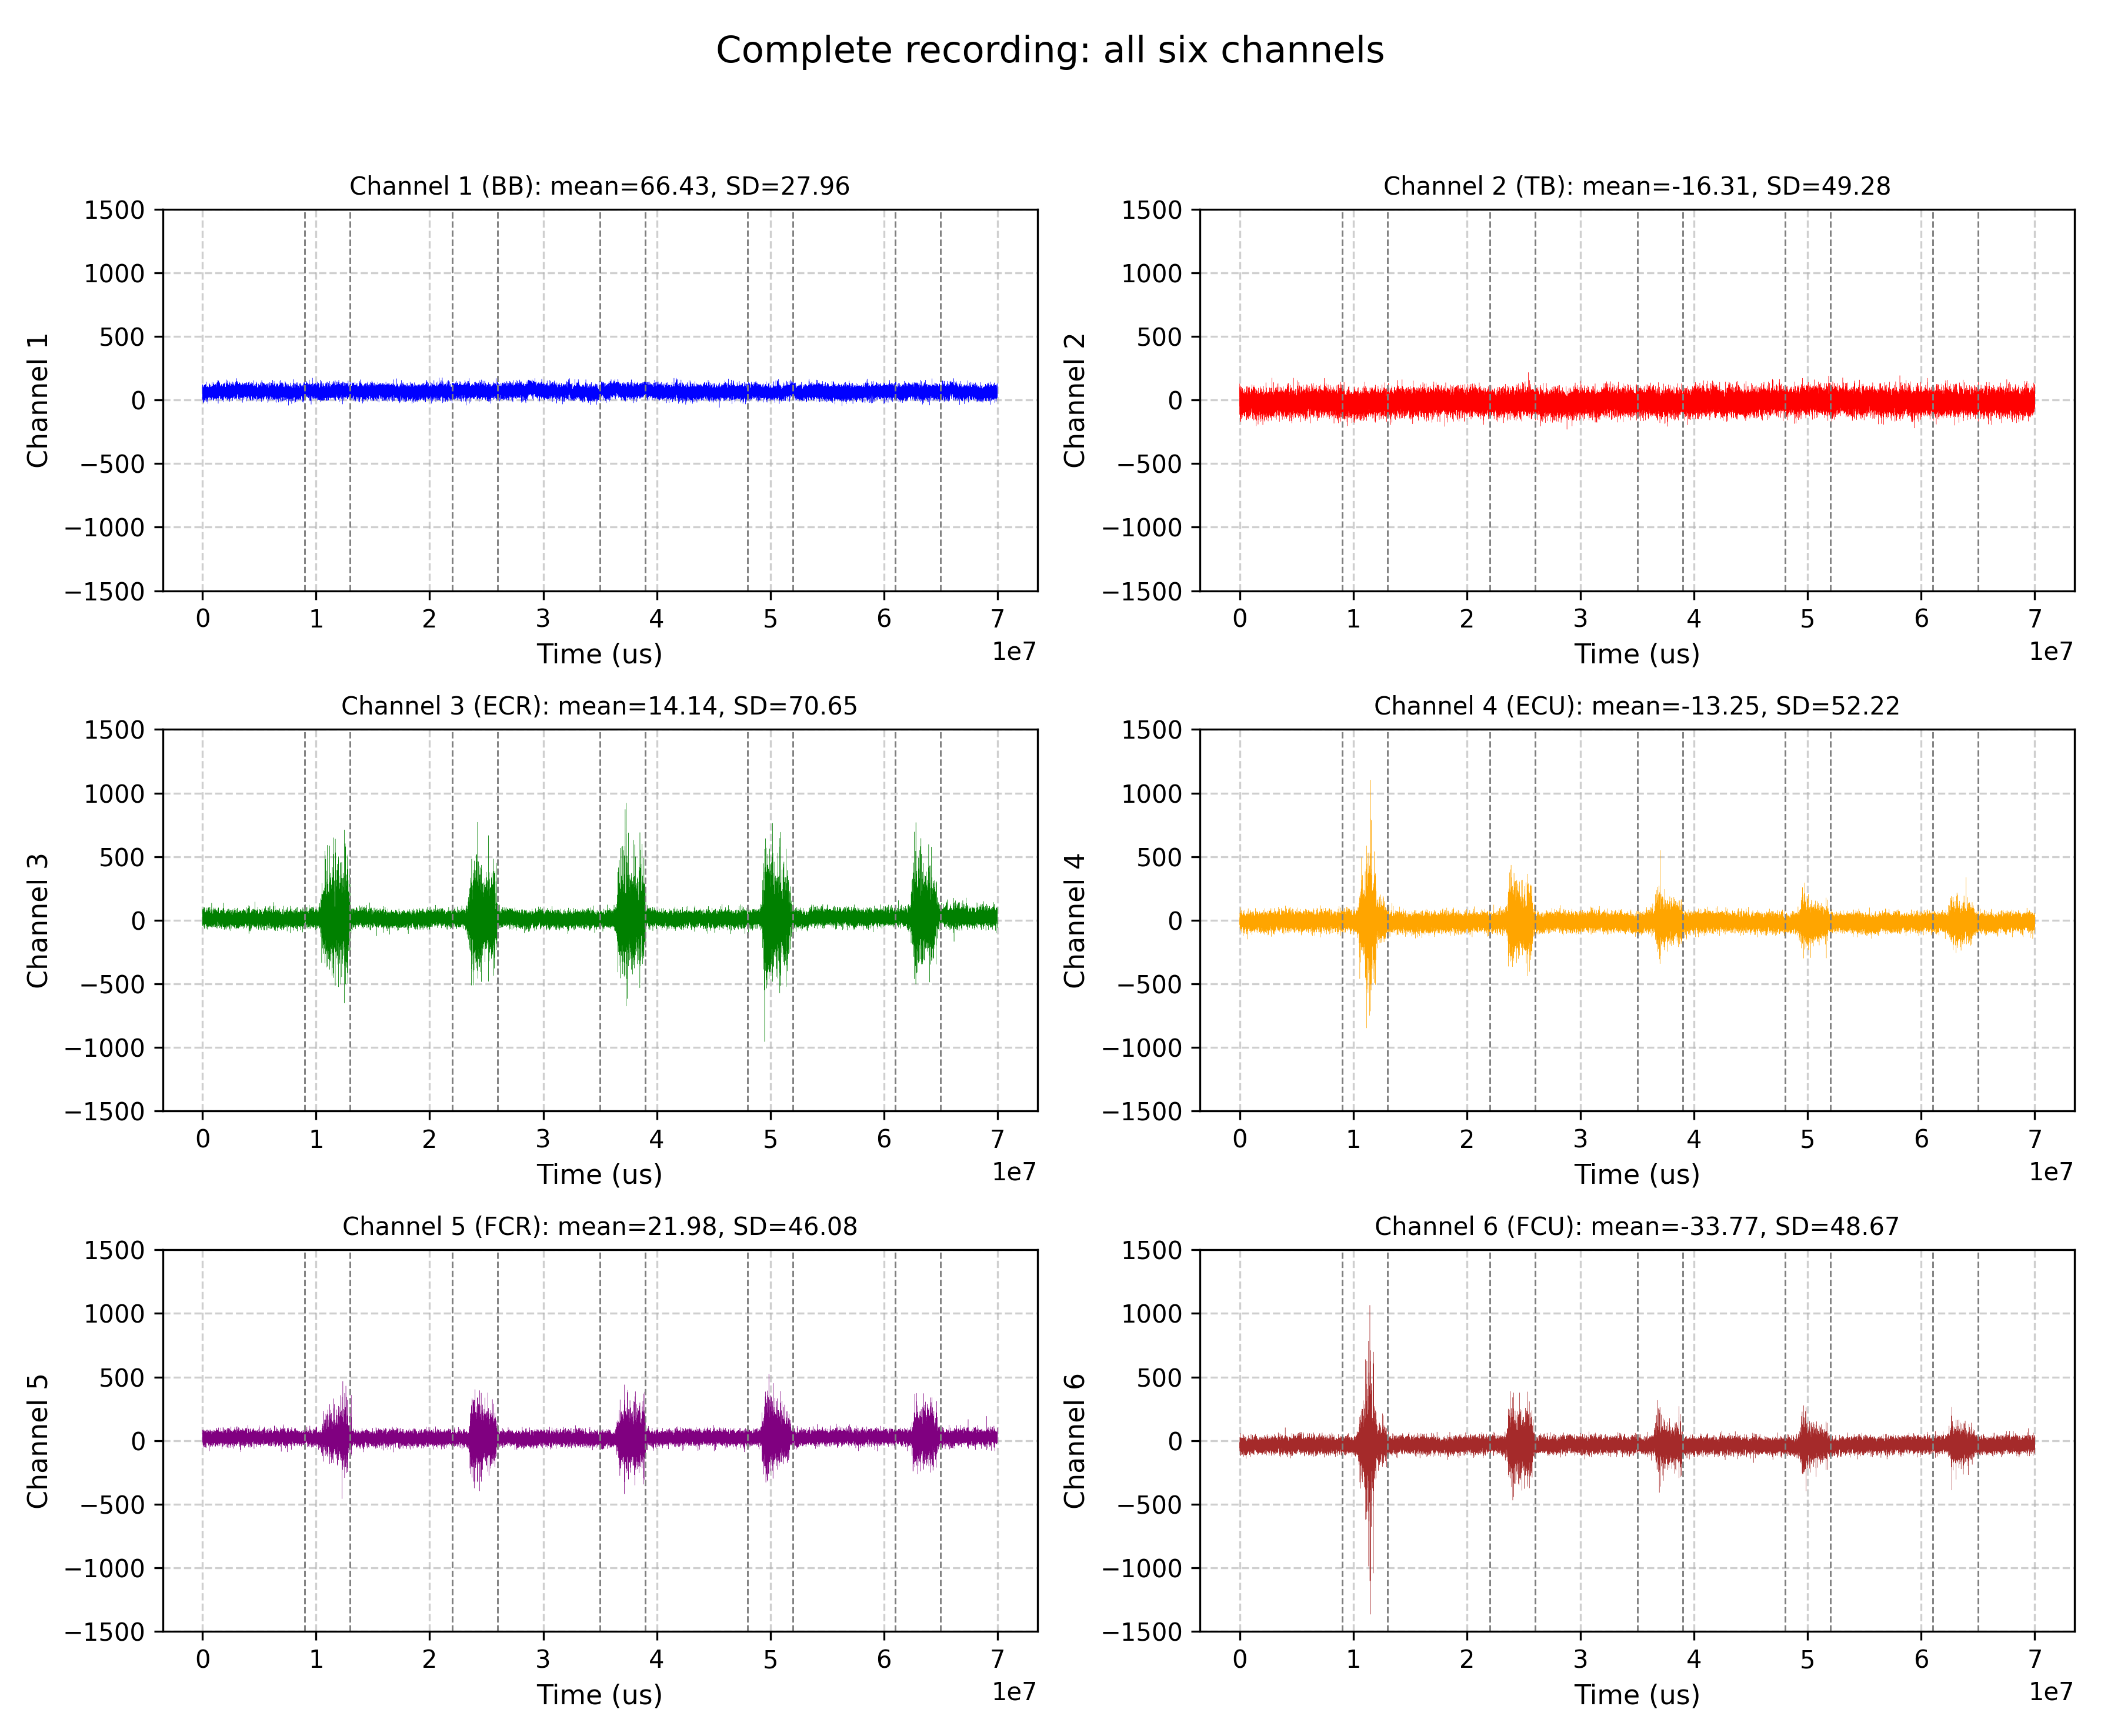 Complete recording: all six channels
Channel 1 (BB): mean=66.43, SD=27.96
1500
1000
500
0
−500
−1000
−1500
Channel 1
0 1 2 3 4 5 6 7
1e7
Time (us)
Channel 2 (TB): mean=-16.31, SD=49.28
1500
1000
500
0
−500
−1000
−1500
Channel 2
0 1 2 3 4 5 6 7
1e7
Time (us)
Channel 3 (ECR): mean=14.14, SD=70.65
1500
1000
500
0
−500
−1000
−1500
Channel 3
0 1 2 3 4 5 6 7
1e7
Time (us)
Channel 4 (ECU): mean=-13.25, SD=52.22
1500
1000
500
0
−500
−1000
−1500
Channel 4
0 1 2 3 4 5 6 7
1e7
Time (us)
Channel 5 (FCR): mean=21.98, SD=46.08
1500
1000
500
0
−500
−1000
−1500
Channel 5
0 1 2 3 4 5 6 7
1e7
Time (us)
Channel 6 (FCU): mean=-33.77, SD=48.67
1500
1000
500
0
−500
−1000
−1500
Channel 6
0 1 2 3 4 5 6 7
1e7
Time (us)